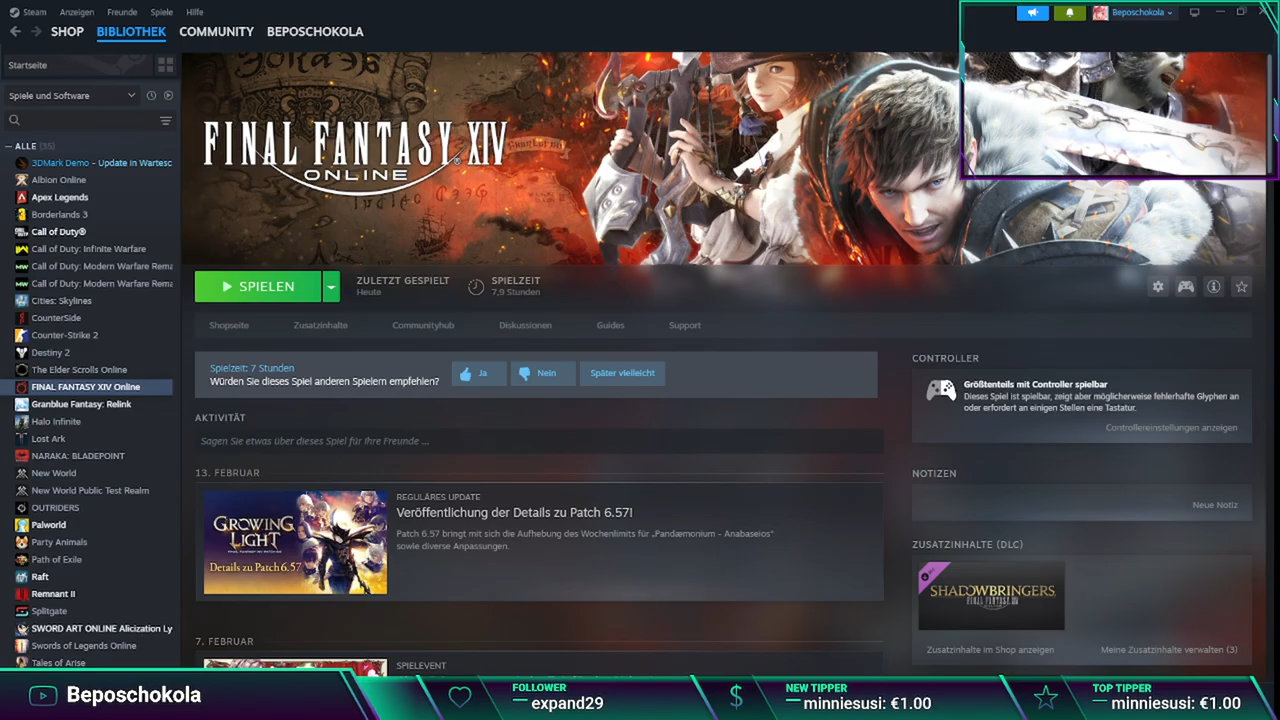 Steam Anzeigen Freunde Spiele Hilfe
Beposchokola
SHOP BIBLIOTHEK COMMUNITY BEPOSCHOKOLA
Startseite
Spiele und Software
ALLE (35)
3DMark Demo - Update in Wartesc
Albion Online
Apex Legends
Borderlands 3
Call of Duty®
Call of Duty: Infinite Warfare
Call of Duty: Modern Warfare Rema
Call of Duty: Modern Warfare Rema
Cities: Skylines
CounterSide
Counter-Strike 2
Destiny 2
The Elder Scrolls Online
FINAL FANTASY XIV Online
Granblue Fantasy: Relink
Halo Infinite
Lost Ark
NARAKA: BLADEPOINT
New World
New World Public Test Realm
OUTRIDERS
Palworld
Party Animals
Path of Exile
Raft
Remnant II
Splitgate
SWORD ART ONLINE Alicization Ly
Swords of Legends Online
Tales of Arise
FINAL FANTASY® XIV
ONLINE
SPIELEN
ZULETZT GESPIELT
Heute
SPIELZEIT
7,9 Stunden
Shopseite Zusatzinhalte Communityhub Diskussionen Guides Support
Spielzeit: 7 Stunden
Würden Sie dieses Spiel anderen Spielern empfehlen?
Ja Nein Später vielleicht
AKTIVITÄT
Sagen Sie etwas über dieses Spiel für Ihre Freunde ...
13. FEBRUAR
GROWING
LIGHT
Details zu Patch 6.57
REGULÄRES UPDATE
Veröffentlichung der Details zu Patch 6.57!
Patch 6.57 bringt mit sich die Aufhebung des Wochenlimits für „Pandæmonium - Anabaseios“
sowie diverse Anpassungen.
7. FEBRUAR
SPIELEVENT
CONTROLLER
Größtenteils mit Controller spielbar
Dieses Spiel ist spielbar, zeigt aber möglicherweise fehlerhafte Glyphen an
oder erfordert an einigen Stellen eine Tastatur.
Controllereinstellungen anzeigen
NOTIZEN
Neue Notiz
ZUSATZINHALTE (DLC)
SHADOWBRINGERS
FINAL FANTASY XIV
Zusatzinhalte im Shop anzeigen Meine Zusatzinhalte verwalten (3)
Beposchokola
FOLLOWER
expand29
NEW TIPPER
minniesusi: €1.00
TOP TIPPER
minniesusi: €1.00